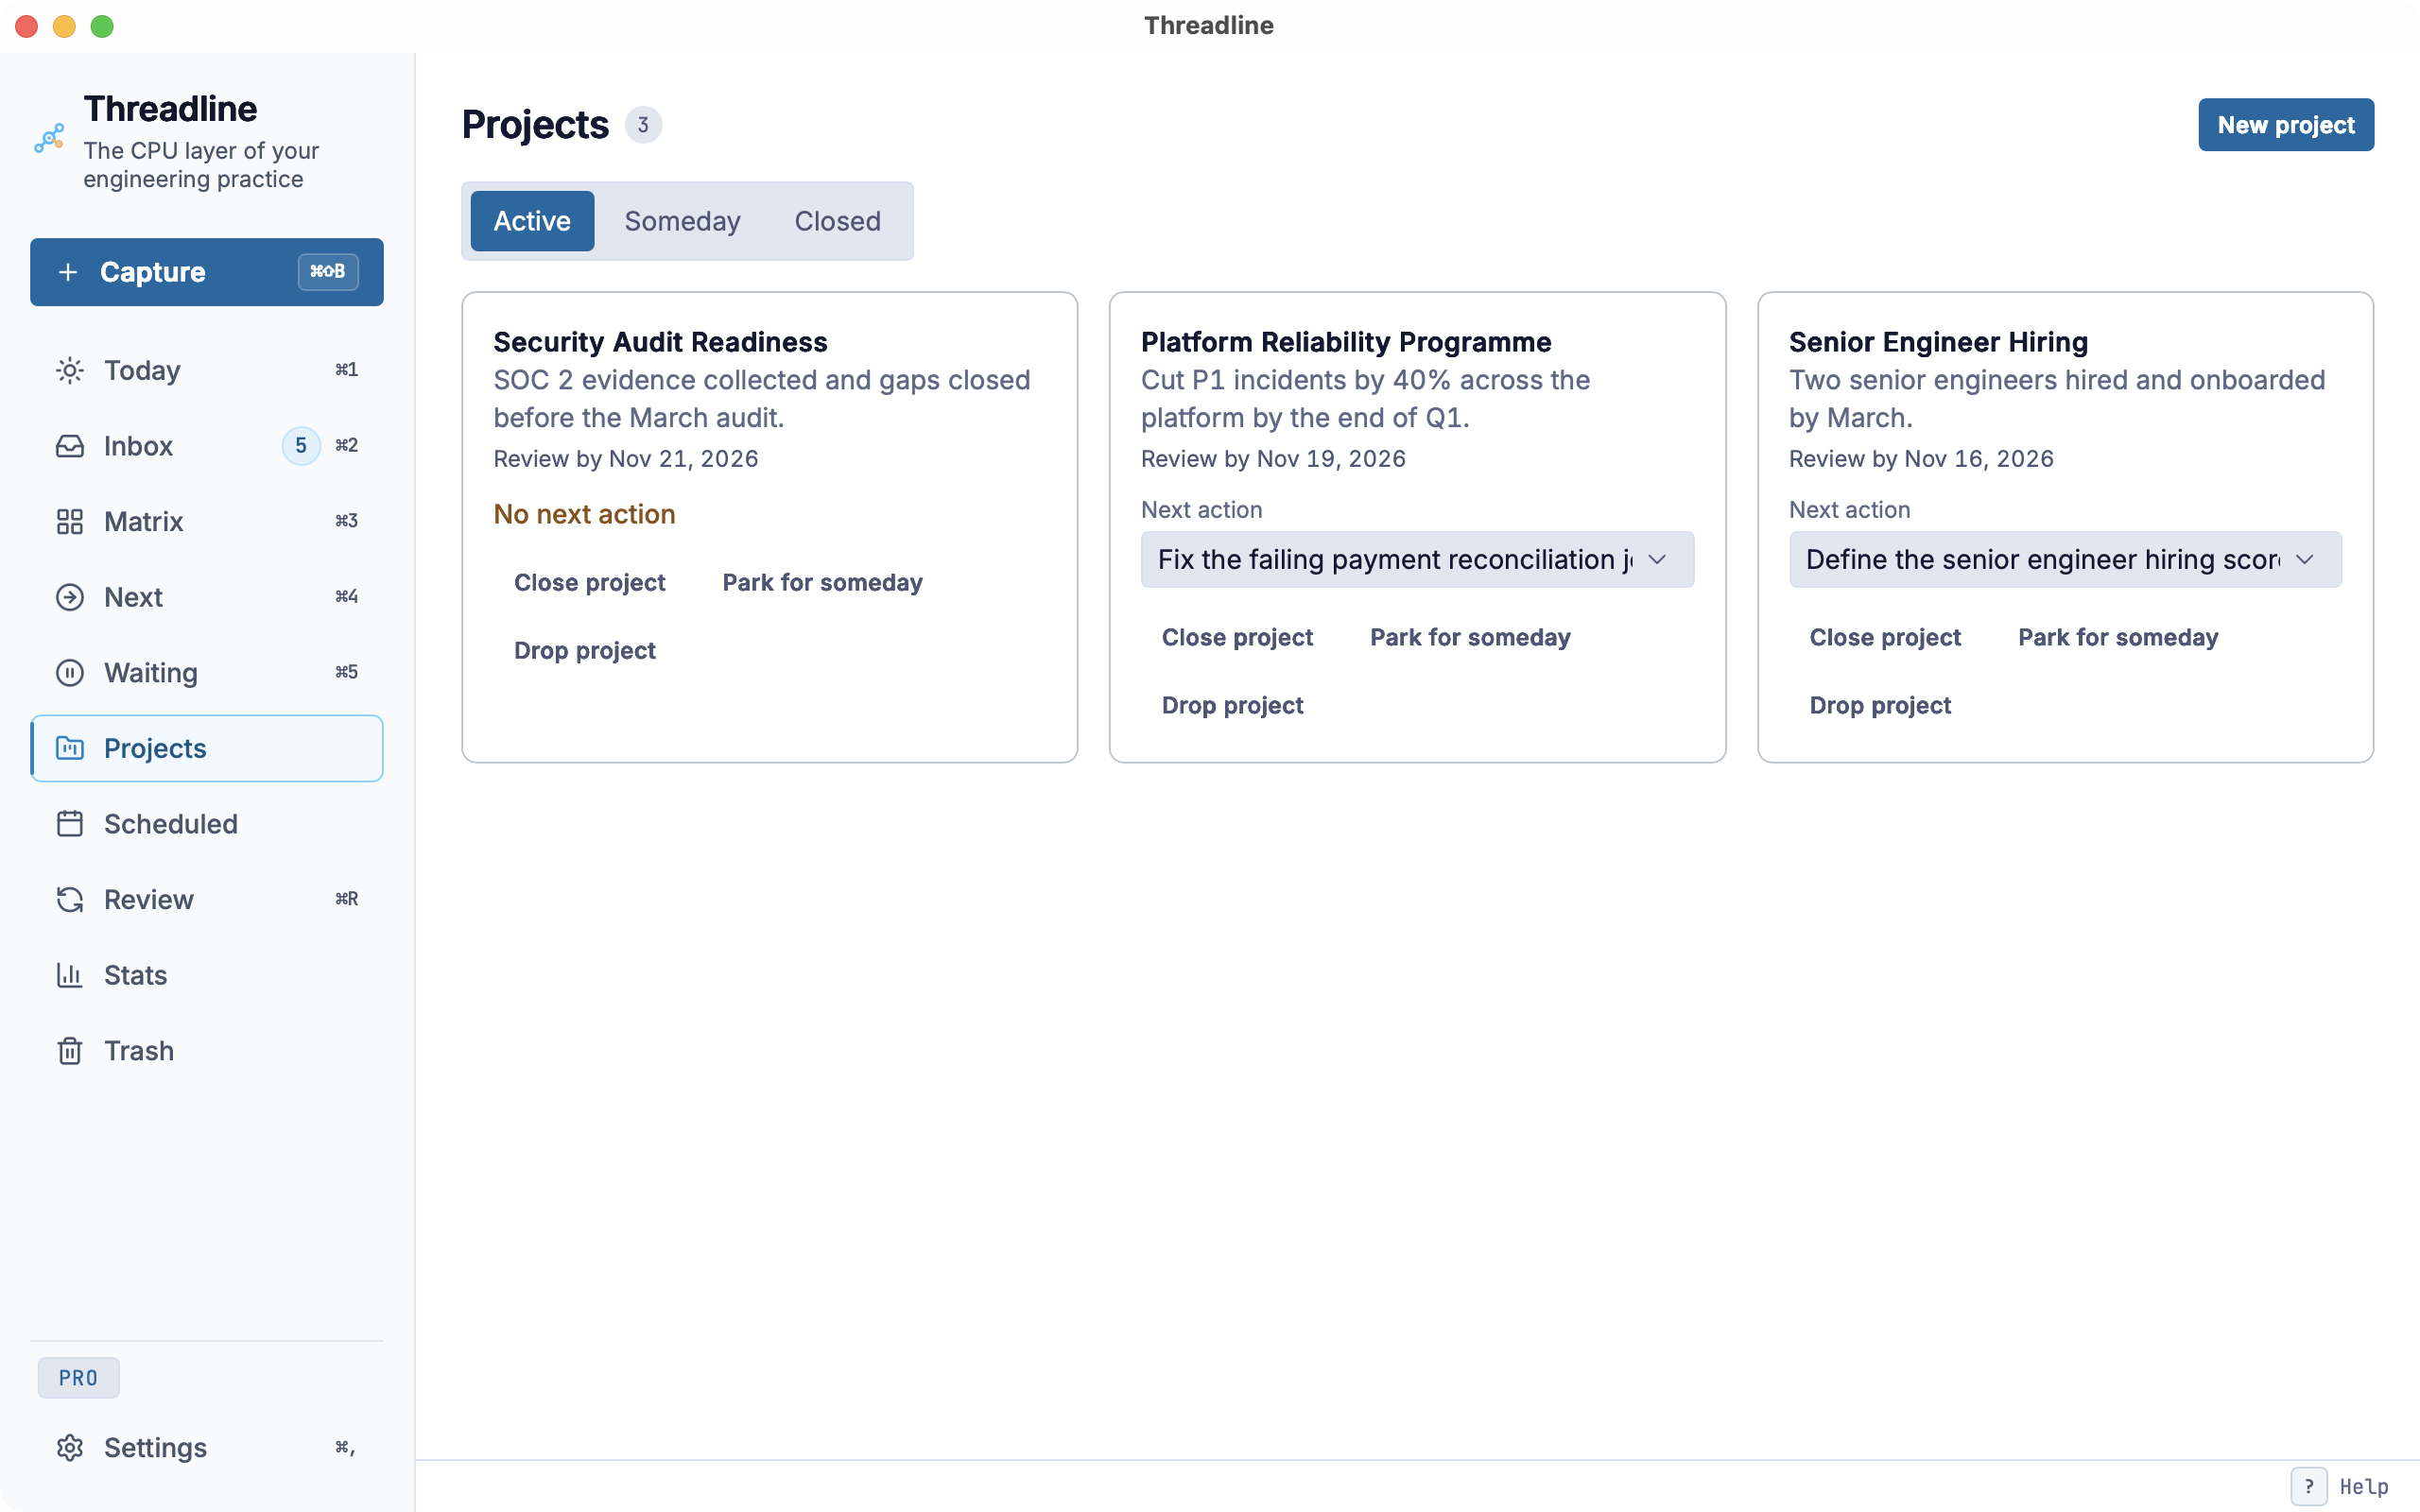 Threadline
Threadline
The CPU layer of your
engineering practice
Capture ⌘⇧B
Today ⌘1
Inbox 5 ⌘2
Matrix ⌘3
Next ⌘4
Waiting ⌘5
Projects
Scheduled
Review ⌘R
Stats
Trash
PRO
Settings ⌘,
Projects 3
New project
Active Someday Closed
Security Audit Readiness
SOC 2 evidence collected and gaps closed
before the March audit.
Review by Nov 21, 2026
No next action
Close project Park for someday
Drop project
Platform Reliability Programme
Cut P1 incidents by 40% across the
platform by the end of Q1.
Review by Nov 19, 2026
Next action
Fix the failing payment reconciliation
Close project Park for someday
Drop project
Senior Engineer Hiring
Two senior engineers hired and onboarded
by March.
Review by Nov 16, 2026
Next action
Define the senior engineer hiring
Close project Park for someday
Drop project
? Help